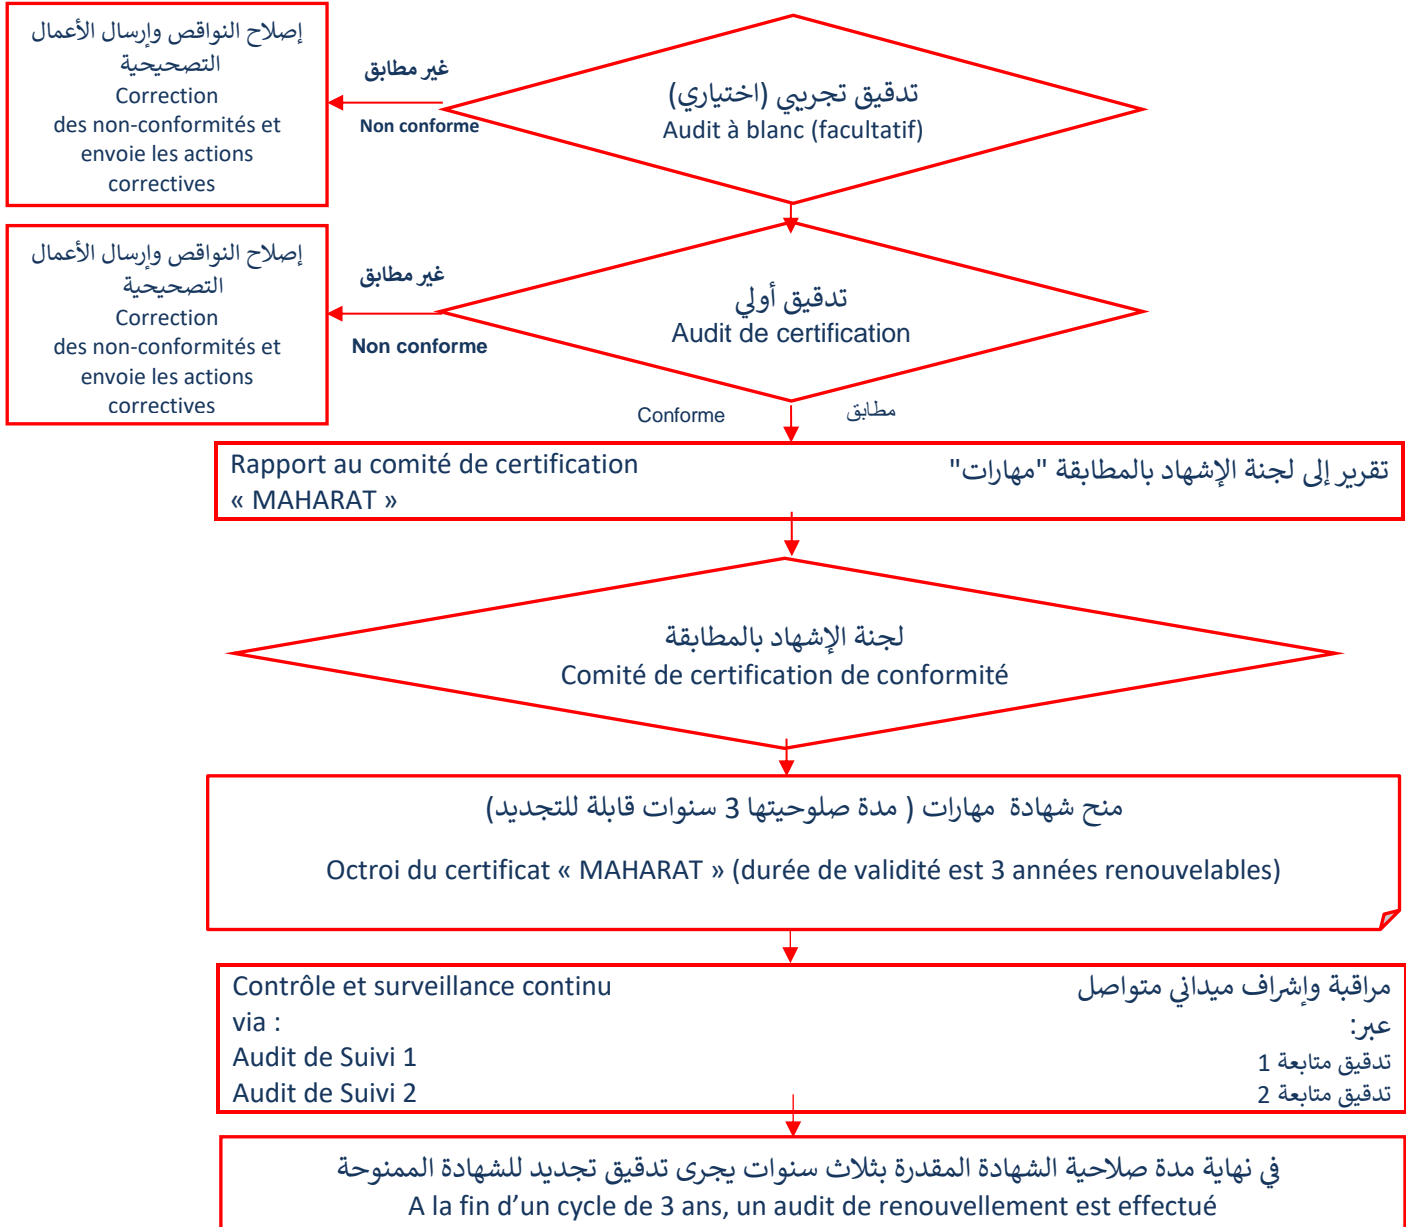 إصلاح النواقص وإرسال الأعمال
التصحيحية
Correction
des non-conformités et
envoie les actions
correctives
غير مطابق
Non conforme
تدقيق تجريبي (اختياري)
Audit à blanc (facultatif)
إصلاح النواقص وإرسال الأعمال
التصحيحية
Correction
des non-conformités et
envoie les actions
correctives
غير مطابق
Non conforme
تدقيق أولي
Audit de certification
Conforme
مطابق
Rapport au comité de certification
« MAHARAT »
تقرير إلى لجنة الإشهاد بالمطابقة "مهارات"
لجنة الإشهاد بالمطابقة
Comité de certification de conformité
منح شهادة مهارات ( مدة صلوحيتها 3 سنوات قابلة للتجديد)
Octroi du certificat « MAHARAT » (durée de validité est 3 années renouvelables)
Contrôle et surveillance continu
via :
Audit de Suivi 1
Audit de Suivi 2
مراقبة وإشراف ميداني متواصل
عبر:
تدقيق متابعة 1
تدقيق متابعة 2
في نهاية مدة صلاحية الشهادة المقدرة بثلاث سنوات يجرى تدقيق تجديد للشهادة الممنوحة
A la fin d’un cycle de 3 ans, un audit de renouvellement est effectué